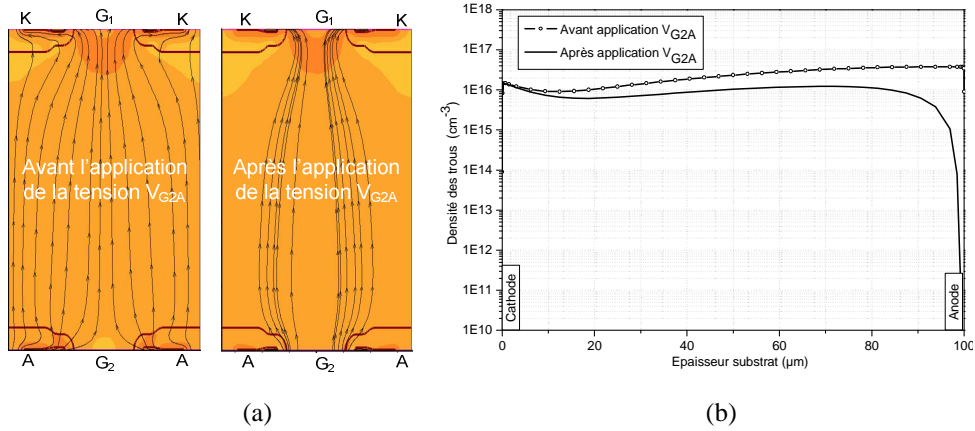 K G1 K
K G1 K
Avant l'application
de la tension VG2A
Après l'application
de la tension VG2A
A G2 A
A G2 A
(a)
Densité des trous (cm-3)
1E18
1E17
1E16
1E15
1E14
1E13
1E12
1E11
1E10
Avant application VG2A
Après application VG2A
Cathode
Anode
0 20 40 60 80 100
Epaisseur substrat (µm)
(b)